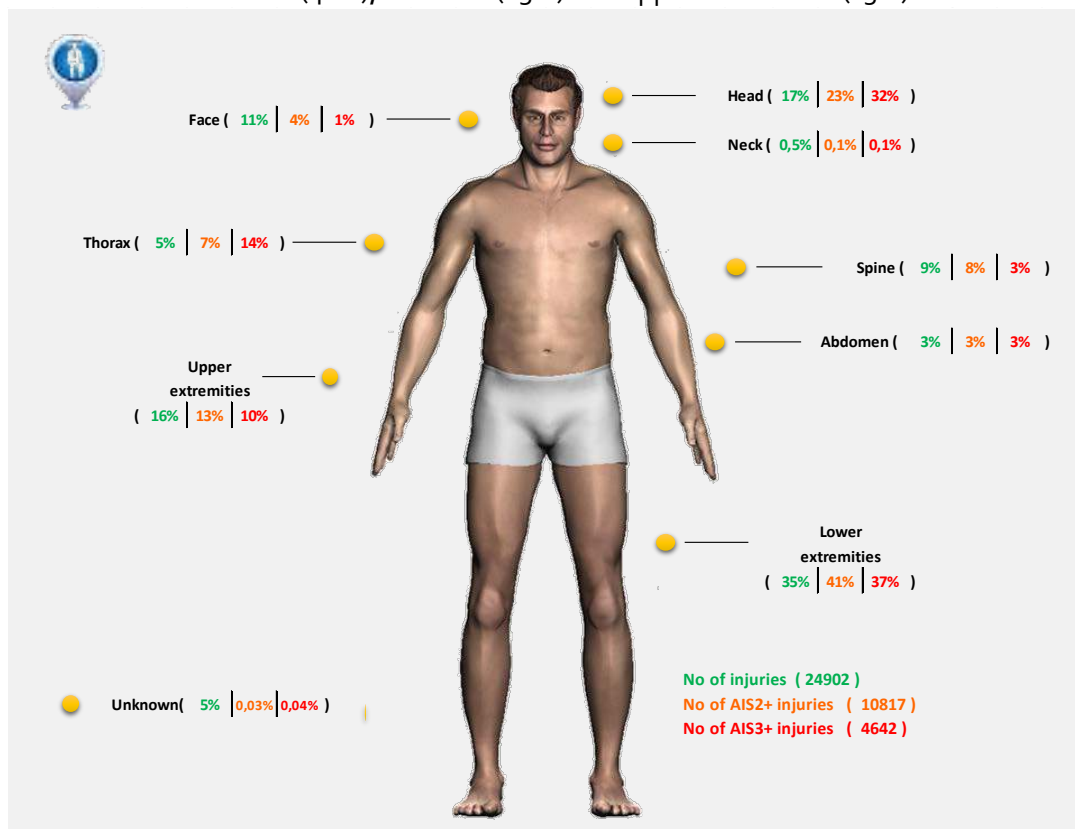 Head ( 17% | 23% | 32% )
Face ( 11% | 4% | 1% )
Neck ( 0,5% | 0,1% | 0,1% )
Thorax ( 5% | 7% | 14% )
Spine ( 9% | 8% | 3% )
Abdomen ( 3% | 3% | 3% )
Upper
extremities
( 16% | 13% | 10% )
Lower
extremities
( 35% | 41% | 37% )
No of injuries ( 24902 )
Unknown( 5% | 0,03% | 0,04% )
No of AIS2+ injuries ( 10817 )
No of AIS3+ injuries ( 4642 )